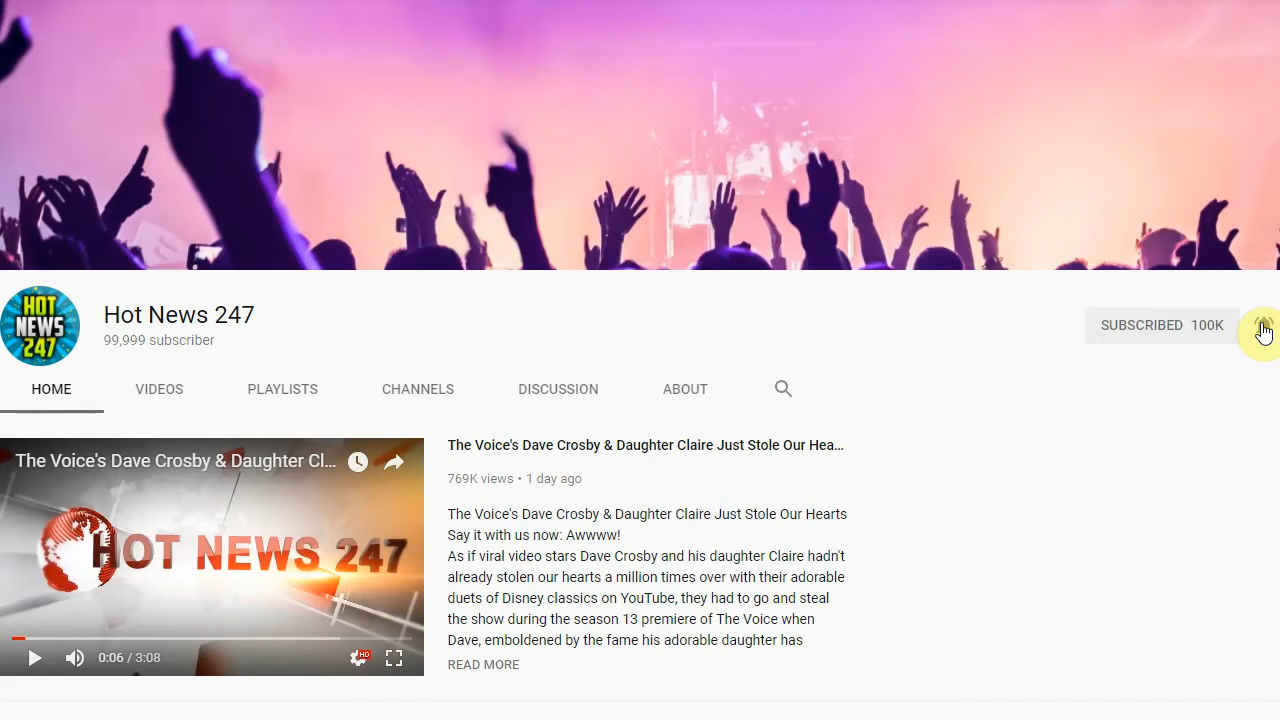 HOT
NEWS
247
Hot News 247
99,999 subscriber
SUBSCRIBED 100K
HOME VIDEOS PLAYLISTS CHANNELS DISCUSSION ABOUT
The Voice's Dave Crosby & Daughter Cl...
HOT NEWS 247
0:06 / 3:08
HD
The Voice's Dave Crosby & Daughter Claire Just Stole Our Hea...
769K views • 1 day ago
The Voice's Dave Crosby & Daughter Claire Just Stole Our Hearts
Say it with us now: Awwww!
As if viral video stars Dave Crosby and his daughter Claire hadn't
already stolen our hearts a million times over with their adorable
duets of Disney classics on YouTube, they had to go and steal
the show during the season 13 premiere of The Voice when
Dave, emboldened by the fame his adorable daughter has
READ MORE